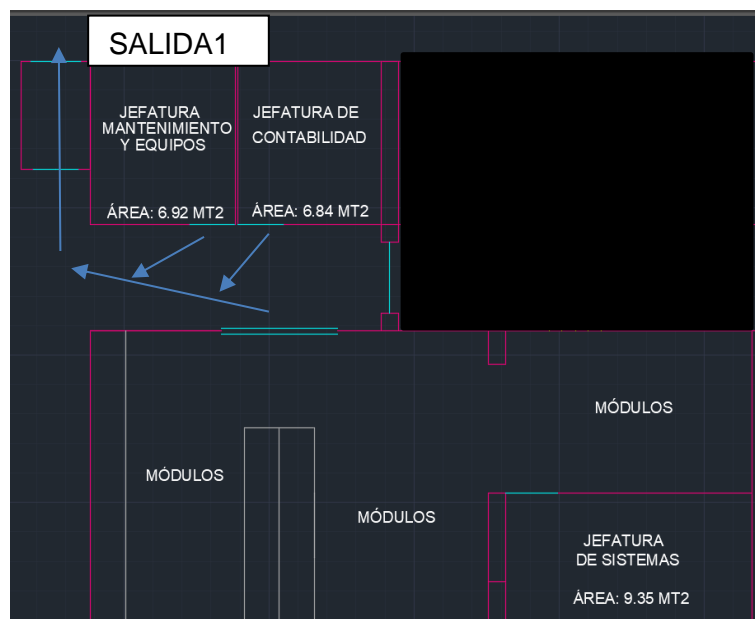 SALIDA1
JEFATURA
MANTENIMIENTO
Y EQUIPOS
ÁREA: 6.92 MT2
JEFATURA DE
CONTABILIDAD
ÁREA: 6.84 MT2
MÓDULOS
MÓDULOS
MÓDULOS
JEFATURA
DE SISTEMAS
ÁREA: 9.35 MT2